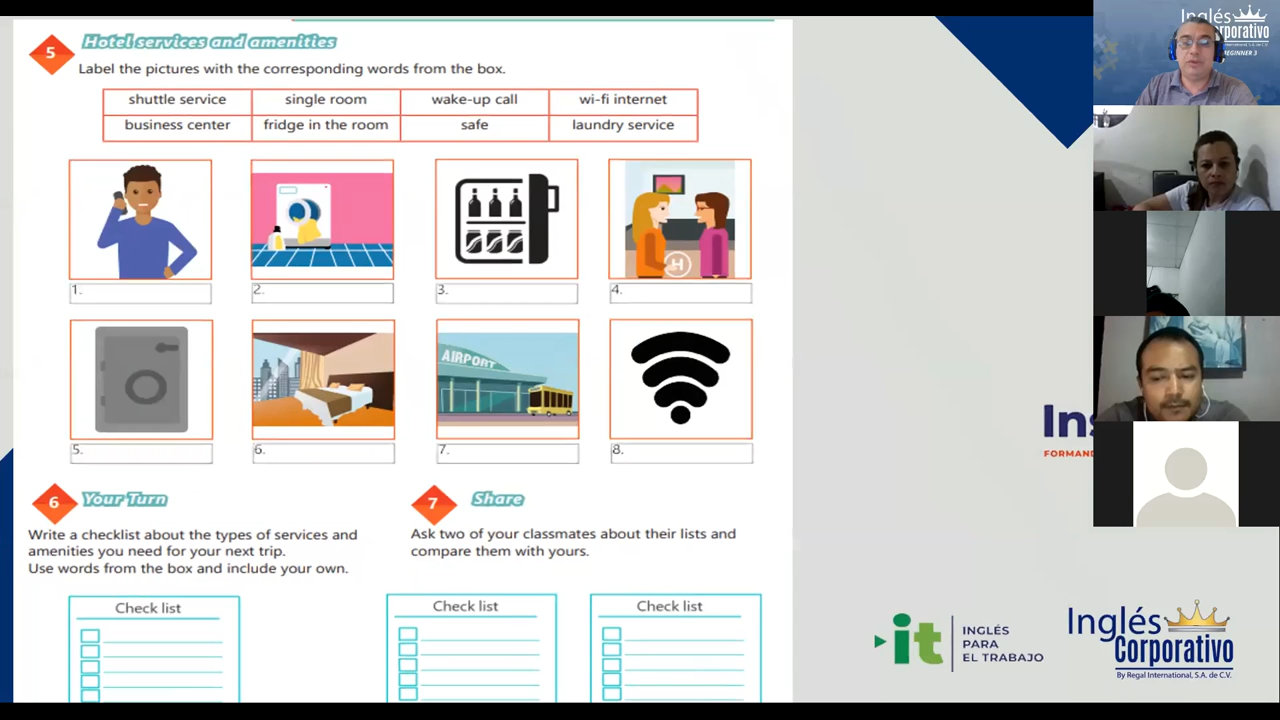 5 Hotel services and amenities
Label the pictures with the corresponding words from the box.
shuttle service single room wake-up call wi-fi internet
business center fridge in the room safe laundry service
H
1. 2. 3. 4.
AIRPORT
5. 6. 7. 8.
6 Your Turn
Write a checklist about the types of services and
amenities you need for your next trip.
Use words from the box and include your own.
Check list
7 Share
Ask two of your classmates about their lists and
compare them with yours.
Check list Check list
Inglés
Corporativo
BEGINNER 3
In
FORMAND
it INGLÉS
PARA
EL TRABAJO
Inglés
Corporativo
By Regal International, S.A. de C.V.